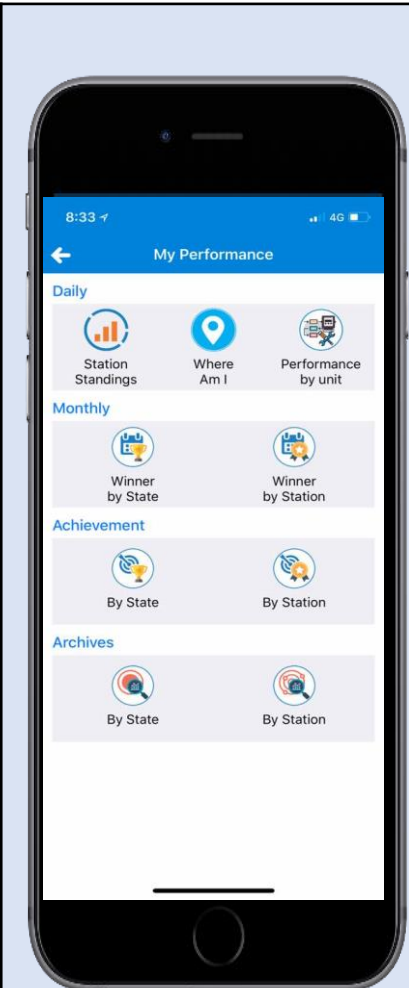 8:33
4G
My Performance
Daily
Station
Standings
Where
Am I
Performance
by unit
Monthly
Winner
by State
Winner
by Station
Achievement
By State
By Station
Archives
By State
By Station